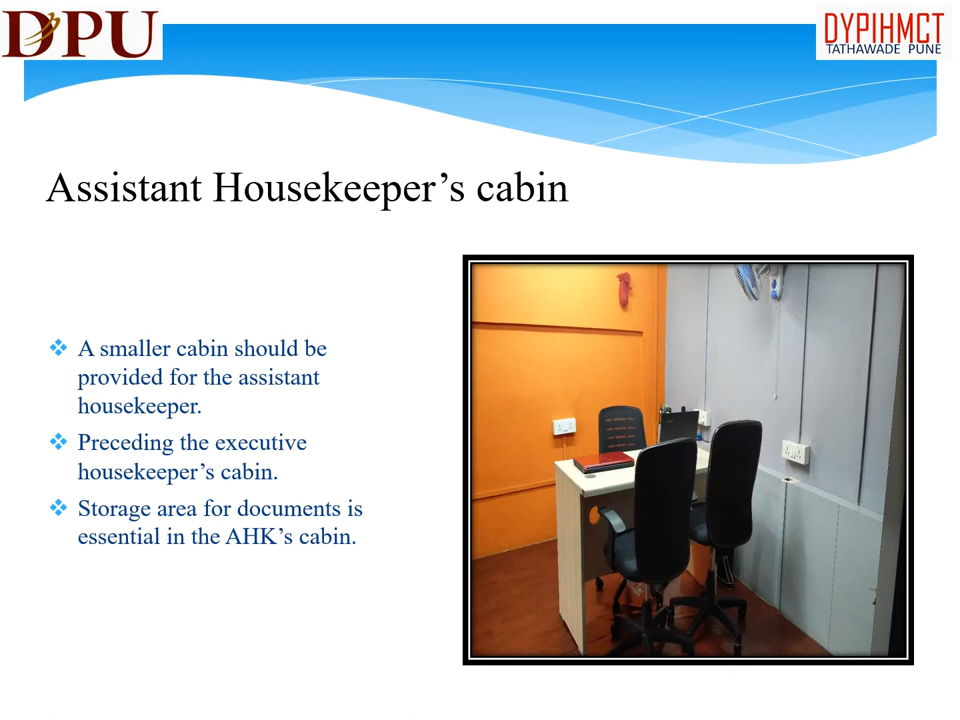 DPU
DYPIHMCT
TATHAWADE PUNE
Assistant Housekeeper’s cabin
❖ A smaller cabin should be
provided for the assistant
housekeeper.
❖ Preceding the executive
housekeeper’s cabin.
❖ Storage area for documents is
essential in the AHK’s cabin.